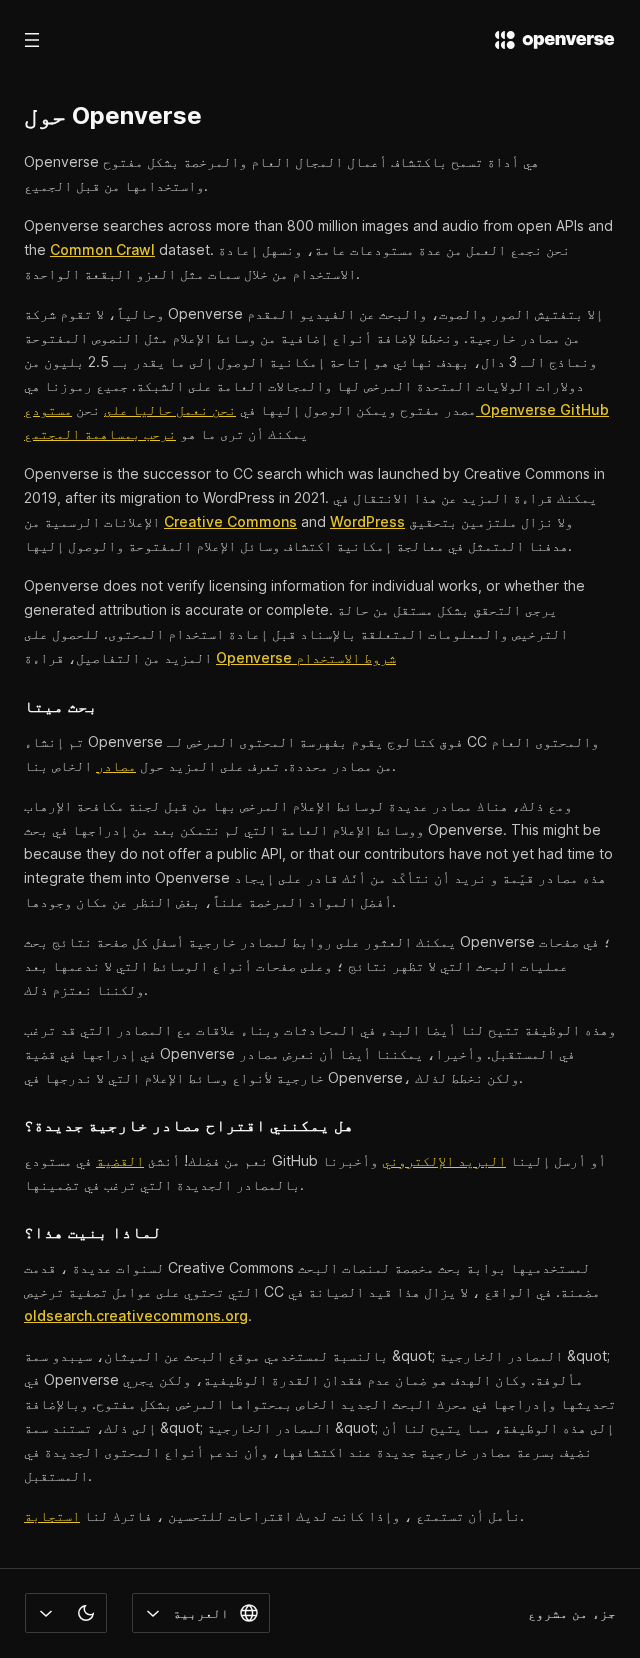 openverse
حول Openverse
Openverse هي أداة تسمح باكتشاف أعمال المجال العام والمرخصة بشكل مفتوح
واستخدامها من قبل الجميع.
Openverse searches across more than 800 million images and audio from open APIs and
the Common Crawl dataset. نحن نجمع العمل من عدة مستودعات عامة، ونسهل إعادة
الاستخدام من خلال سمات مثل العزو البقعة الواحدة.
وحالياً، لا تقوم شركة Openverse إلا بتفتيش الصور والصوت، والبحث عن الفيديو المقدم
من مصادر خارجية. ونخطط لإضافة أنواع إضافية من وسائط الإعلام مثل النصوص المفتوحة
ونماذج الـ 3 دال، بهدف نهائي هو إتاحة إمكانية الوصول إلى ما يقدر بـ 2.5 بليون من
دولارات الولايات المتحدة المرخص لها والمجالات العامة على الشبكة. جميع رموزنا هي
مصدر مفتوح ويمكن الوصول إليها في نحن نعمل حاليا على نحن مستودع Openverse GitHub
يمكنك أن ترى ما هو نرحب بمساهمة المجتمع
Openverse is the successor to CC search which was launched by Creative Commons in
2019, after its migration to WordPress in 2021. يمكنك قراءة المزيد عن هذا الانتقال في
الإعلانات الرسمية من Creative Commons and WordPress ولا نزال ملتزمين بتحقيق
هدفنا المتمثل في معالجة إمكانية اكتشاف وسائل الإعلام المفتوحة والوصول إليها.
Openverse does not verify licensing information for individual works, or whether the
generated attribution is accurate or complete. يرجى التحقق بشكل مستقل من حالة
الترخيص والمعلومات المتعلقة بالإسناد قبل إعادة استخدام المحتوى. للحصول على
المزيد من التفاصيل، قراءة Openverse شروط الاستخدام
بحث ميتا
تم إنشاء Openverse فوق كتالوج يقوم بفهرسة المحتوى المرخص لـ CC والمحتوى العام
من مصادر محددة. تعرف على المزيد حول مصادر الخاص بنا.
ومع ذلك، هناك مصادر عديدة لوسائط الإعلام المرخص بها من قبل لجنة مكافحة الإرهاب
ووسائط الإعلام العامة التي لم نتمكن بعد من إدراجها في بحث Openverse. This might be
because they do not offer a public API, or that our contributors have not yet had time to
integrate them into Openverse هذه مصادر قيّمة و نريد أن نتأكّد من أنّك قادر على إيجاد
أفضل المواد المرخصة علناً، بغض النظر عن مكان وجودها.
يمكنك العثور على روابط لمصادر خارجية أسفل كل صفحة نتائج بحث Openverse ؛ في صفحات
عمليات البحث التي لا تظهر نتائج ؛ وعلى صفحات أنواع الوسائط التي لا ندعمها بعد
ولكننا نعتزم ذلك.
وهذه الوظيفة تتيح لنا أيضا البدء في المحادثات وبناء علاقات مع المصادر التي قد ترغب
في إدراجها في قضية Openverse في المستقبل. وأخيرا، يمكننا أيضا أن نعرض مصادر
خارجية لأنواع وسائط الإعلام التي لا ندرجها في Openverse، ولكن نخطط لذلك.
هل يمكنني اقتراح مصادر خارجية جديدة؟
نعم من فضلك! أنشئ القضية في مستودع GitHub أو أرسل إلينا البريد الإلكتروني وأخبرنا
بالمصادر الجديدة التي ترغب في تضمينها.
لماذا بنيت هذا؟
لسنوات عديدة ، قدمت Creative Commons لمستخدميها بوابة بحث مخصصة لمنصات البحث
التي تحتوي على عوامل تصفية ترخيص CC مضمنة. في الواقع ، لا يزال هذا قيد الصيانة في
oldsearch.creativecommons.org.
بالنسبة لمستخدمي موقع البحث عن الميثان، سيبدو سمة &quot; المصادر الخارجية &quot;
في Openverse مألوفة. وكان الهدف هو ضمان عدم فقدان القدرة الوظيفية، ولكن يجري
تحديثها وإدراجها في محرك البحث الجديد الخاص بمحتواها المرخص بشكل مفتوح. وبالإضافة
إلى ذلك، تستند سمة &quot; المصادر الخارجية &quot; إلى هذه الوظيفة، مما يتيح لنا أن
نضيف بسرعة مصادر خارجية جديدة عند اكتشافها، وأن ندعم أنواع المحتوى الجديدة في
المستقبل.
نأمل أن تستمتع ، وإذا كانت لديك اقتراحات للتحسين ، فاترك لنا استجابة.
العربية
جزء من مشروع